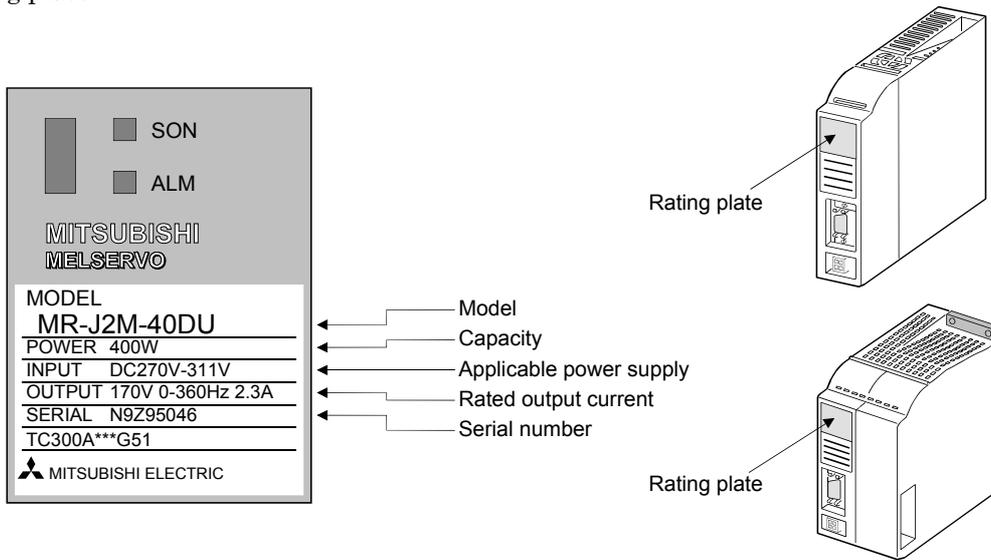 SON
ALM
MITSUBISHI
MELSERVO
MODEL
MR-J2M-40DU
POWER 400W
INPUT DC270V-311V
OUTPUT 170V 0-360Hz 2.3A
SERIAL N9Z95046
TC300A***G51
MITSUBISHI ELECTRIC
Model
Capacity
Applicable power supply
Rated output current
Serial number
Rating plate
Rating plate